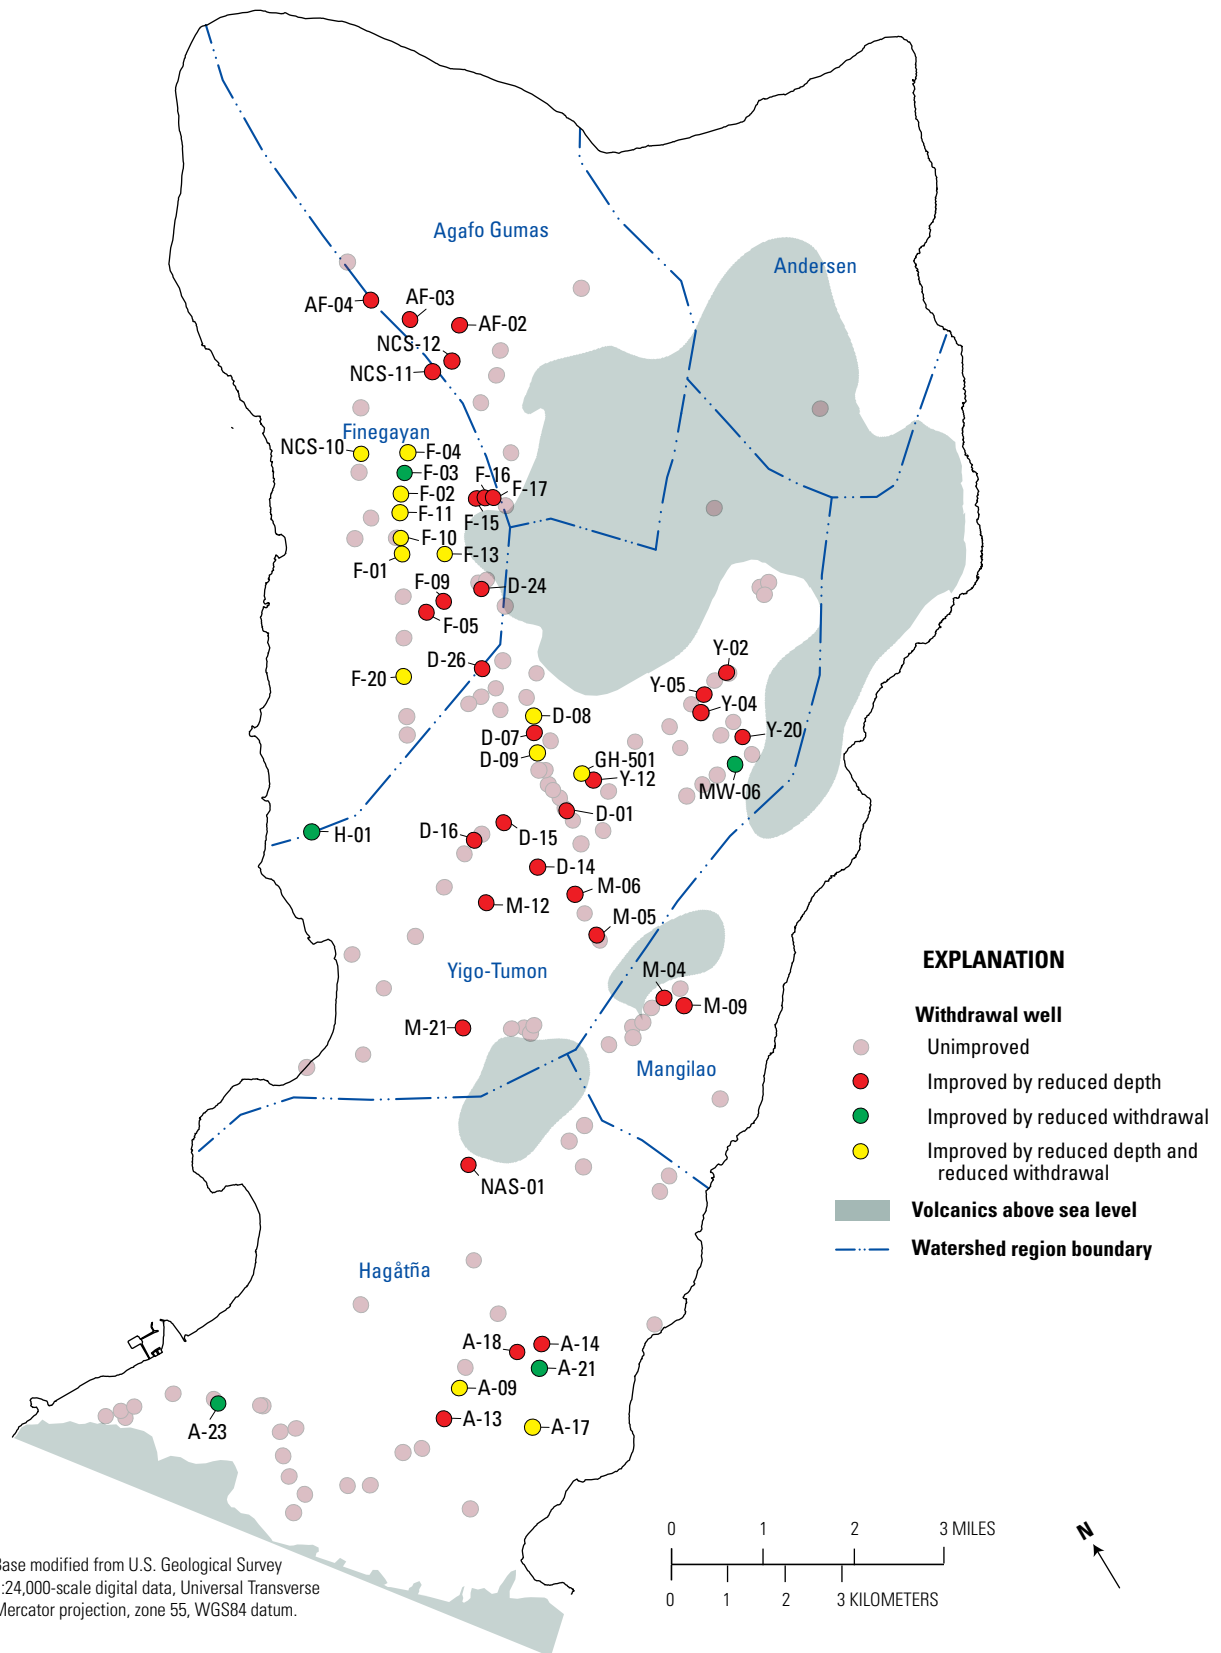 Agafo Gumas
Andersen
AF-04
AF-03
AF-02
NCS-12
NCS-11
Finegayan
NCS-10
F-04
F-03
F-02
F-11
F-10
F-01
F-13
F-16
F-17
F-15
F-09
F-05
D-24
D-26
F-20
Y-02
Y-05
Y-04
Y-20
MW-06
D-08
D-07
D-09
GH-501
Y-12
D-01
H-01
D-16
D-15
D-14
M-06
M-12
M-05
Yigo-Tumon
M-04
M-09
M-21
Mangilao
NAS-01
Hagåtña
A-18
A-14
A-21
A-09
A-13
A-17
A-23
EXPLANATION
Withdrawal well
Unimproved
Improved by reduced depth
Improved by reduced withdrawal
Improved by reduced depth and
reduced withdrawal
Volcanics above sea level
Watershed region boundary
0 1 2 3 MILES
0 1 2 3 KILOMETERS
N
Base modified from U.S. Geological Survey
:24,000-scale digital data, Universal Transverse
Mercator projection, zone 55, WGS84 datum.